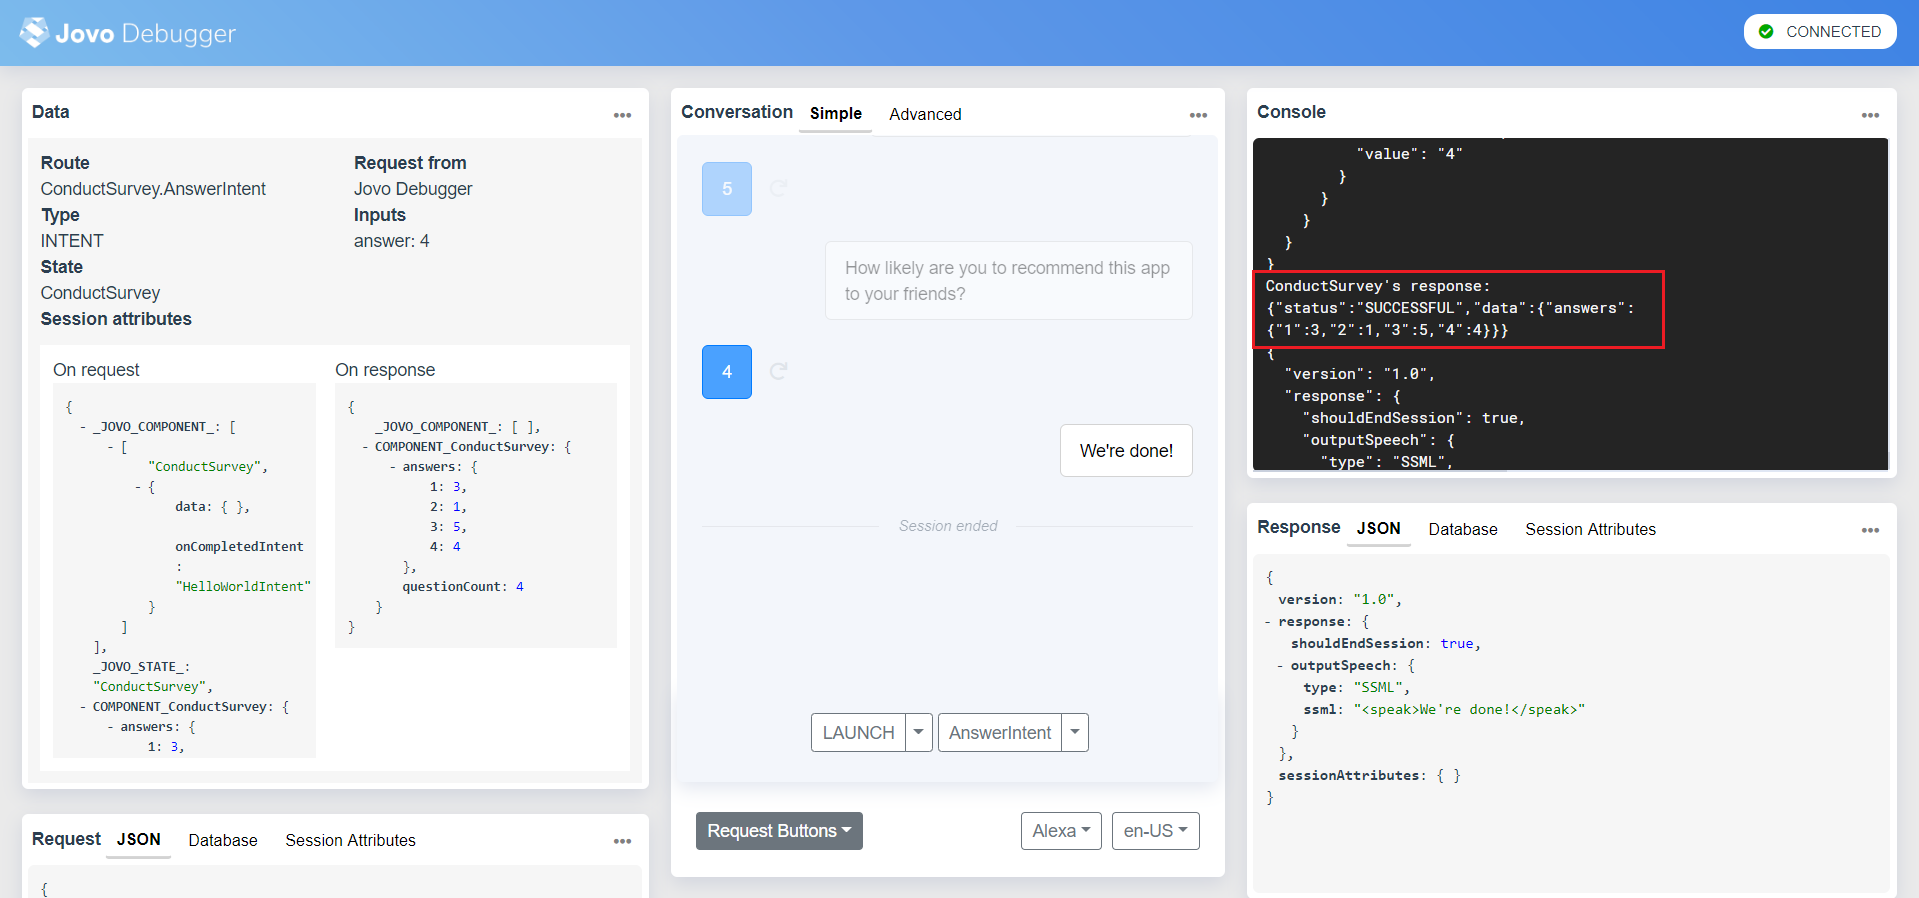 Jovo Debugger
CONNECTED
Data
Route
ConductSurvey.AnswerIntent
Type
INTENT
State
ConductSurvey
Session attributes
Request from
Jovo Debugger
Inputs
answer: 4
On request
{
- _JOVO_COMPONENT_: [
- [
"ConductSurvey",
- {
data: { },
onCompletedIntent
:
"HelloWorldIntent"
}
]
],
_JOVO_STATE_:
"ConductSurvey",
- COMPONENT_ConductSurvey: {
- answers: {
1: 3,
On response
{
_JOVO_COMPONENT_: [ ],
- COMPONENT_ConductSurvey: {
- answers: {
1: 3,
2: 1,
3: 5,
4: 4
},
questionCount: 4
}
}
Request JSON Database Session Attributes
{
Conversation Simple Advanced
5
How likely are you to recommend this app
to your friends?
4
We're done!
Session ended
LAUNCH AnswerIntent
Request Buttons Alexa en-US
Console
"value": "4"
}
}
}
}
}
ConductSurvey's response:
{"status":"SUCCESSFUL","data":{"answers":
{"1":3,"2":1,"3":5,"4":4}}}
{
"version": "1.0",
"response": {
"shouldEndSession": true,
"outputSpeech": {
"type": "SSML",
Response JSON Database Session Attributes
{
version: "1.0",
- response: {
shouldEndSession: true,
- outputSpeech: {
type: "SSML",
ssml: "<speak>We're done!</speak>"
}
},
sessionAttributes: { }
}